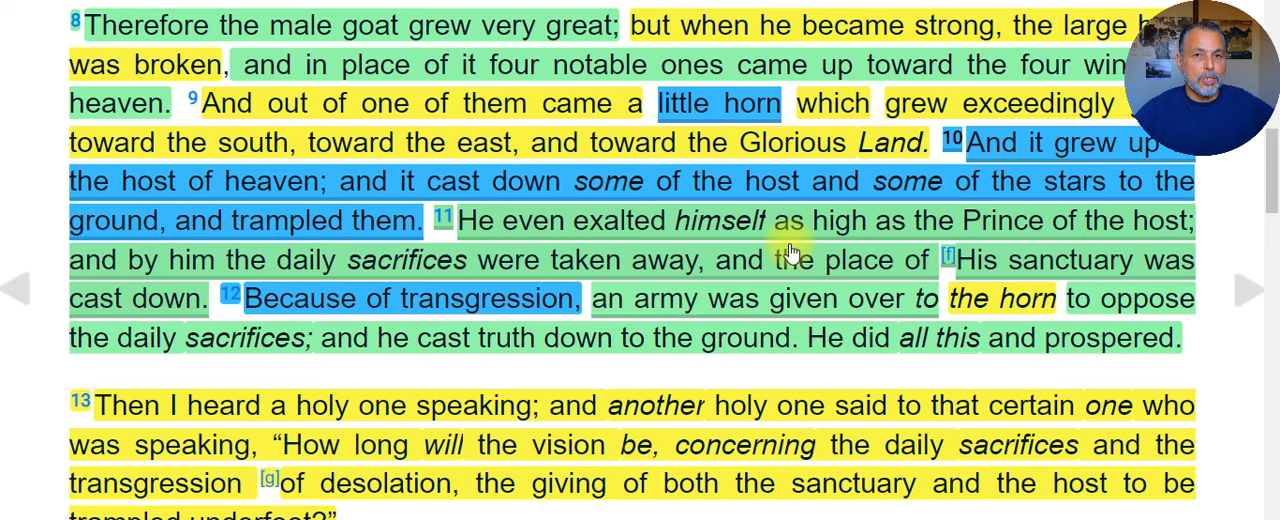 8 Therefore the male goat grew very great; but when he became strong, the large
was broken, and in place of it four notable ones came up toward the four
heaven. 9 And out of one of them came a little horn which grew exceedingly
toward the south, toward the east, and toward the Glorious Land. 10 And it grew up
the host of heaven; and it cast down some of the host and some of the stars to the
ground, and trampled them. 11 He even exalted himself as high as the Prince of the host;
and by him the daily sacrifices were taken away, and the place of [f]His sanctuary was
cast down. 12 Because of transgression, an army was given over to the horn to oppose
the daily sacrifices; and he cast truth down to the ground. He did all this and prospered.
13 Then I heard a holy one speaking; and another holy one said to that certain one who
was speaking, “How long will the vision be, concerning the daily sacrifices and the
transgression [g]of desolation, the giving of both the sanctuary and the host to be
trampled underfoot?”